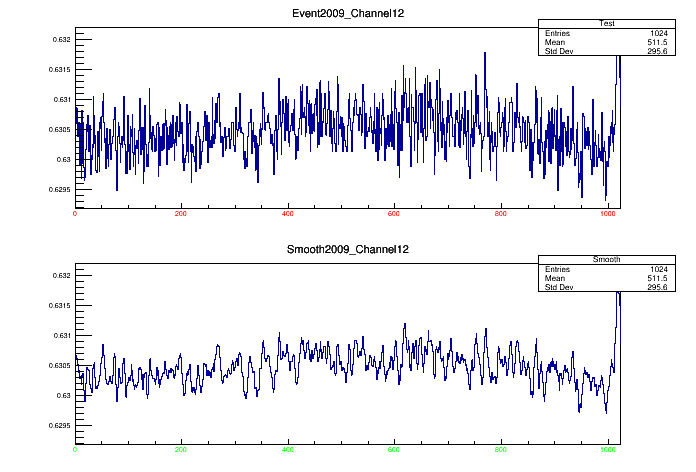 Event2009_Channel12
Test
Entries 1024
Mean 511.5
Std Dev 295.6
0.632
0.6315
0.631
0.6305
0.63
0.6295
0 200 400 600 800 1000
Smooth2009_Channel12
Smooth
Entries 1024
Mean 511.5
Std Dev 295.6
0.632
0.6315
0.631
0.6305
0.63
0.6295
0 200 400 600 800 1000